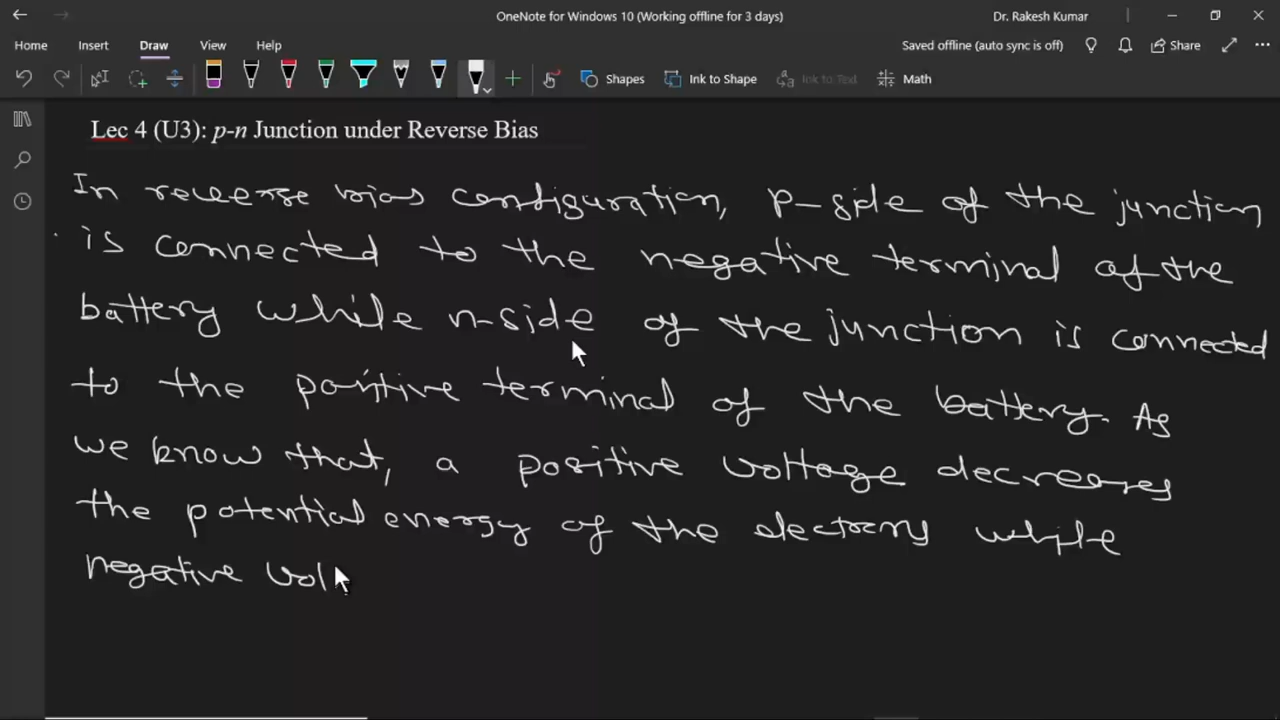 OneNote for Windows 10 (Working offline for 3 days)
Dr. Rakesh Kumar
Home Insert Draw View Help
Saved offline (auto sync is off)
Share
Shapes
Ink to Shape
Ink to Text
Math
Lec 4 (U3): p-n Junction under Reverse Bias
In reverse bias configuration, p-side of the junction
is connected to the negative terminal of the
battery while n-side of the junction is connected
to the positive terminal of the battery. As
we know that, a positive voltage decreases
the potential energy of the electrons while
negative vol